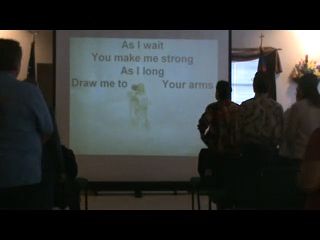 As I wait
You make me strong
As I long
Draw me to Your arms